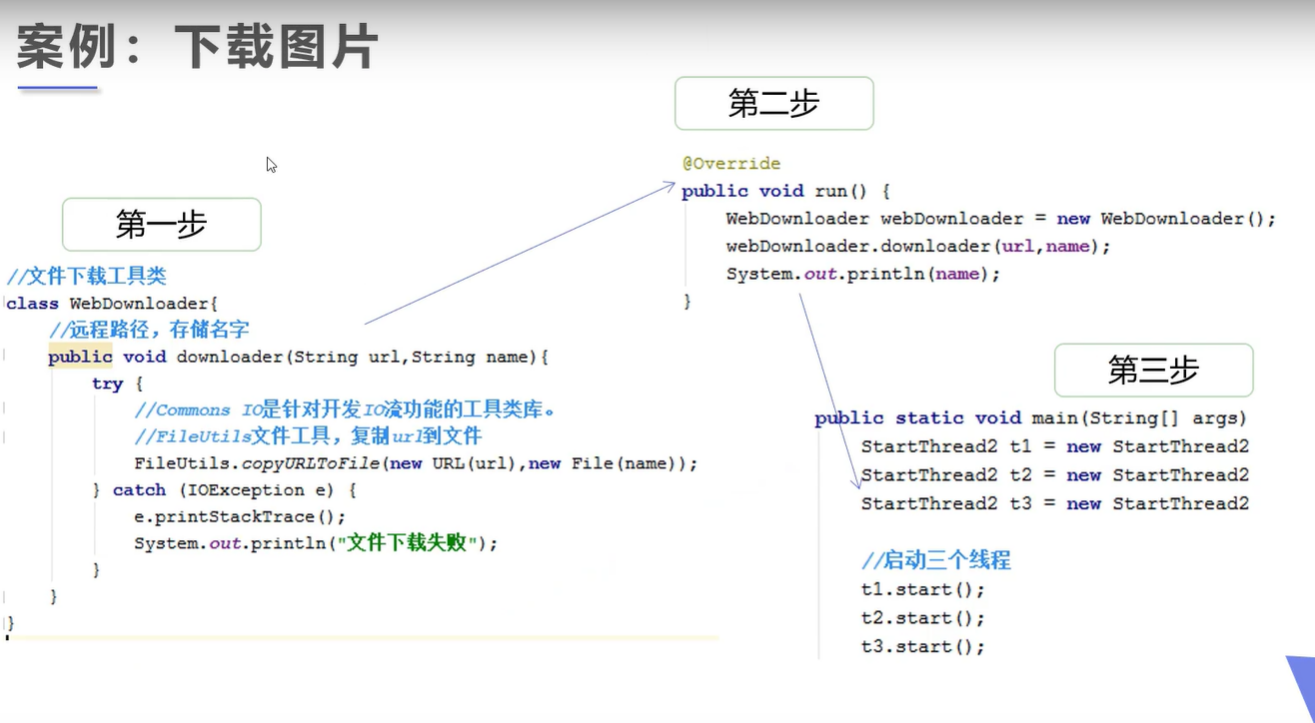 案例：下载图片
第一步
//文件下载工具类
class WebDownloader{
//远程路径，存储名字
public void downloader(String url,String name){
try {
//Commons IO是针对开发IO流功能的工具类库。
//FileUtils文件工具，复制url到文件
FileUtils.copyURLToFile(new URL(url),new File(name));
} catch (IOException e) {
e.printStackTrace();
System.out.println("文件下载失败");
}
}
}
第二步
@Override
public void run() {
WebDownloader webDownloader = new WebDownloader();
webDownloader.downloader(url,name);
System.out.println(name);
}
第三步
public static void main(String[] args)
StartThread2 t1 = new StartThread2
StartThread2 t2 = new StartThread2
StartThread2 t3 = new StartThread2
//启动三个线程
t1.start();
t2.start();
t3.start();